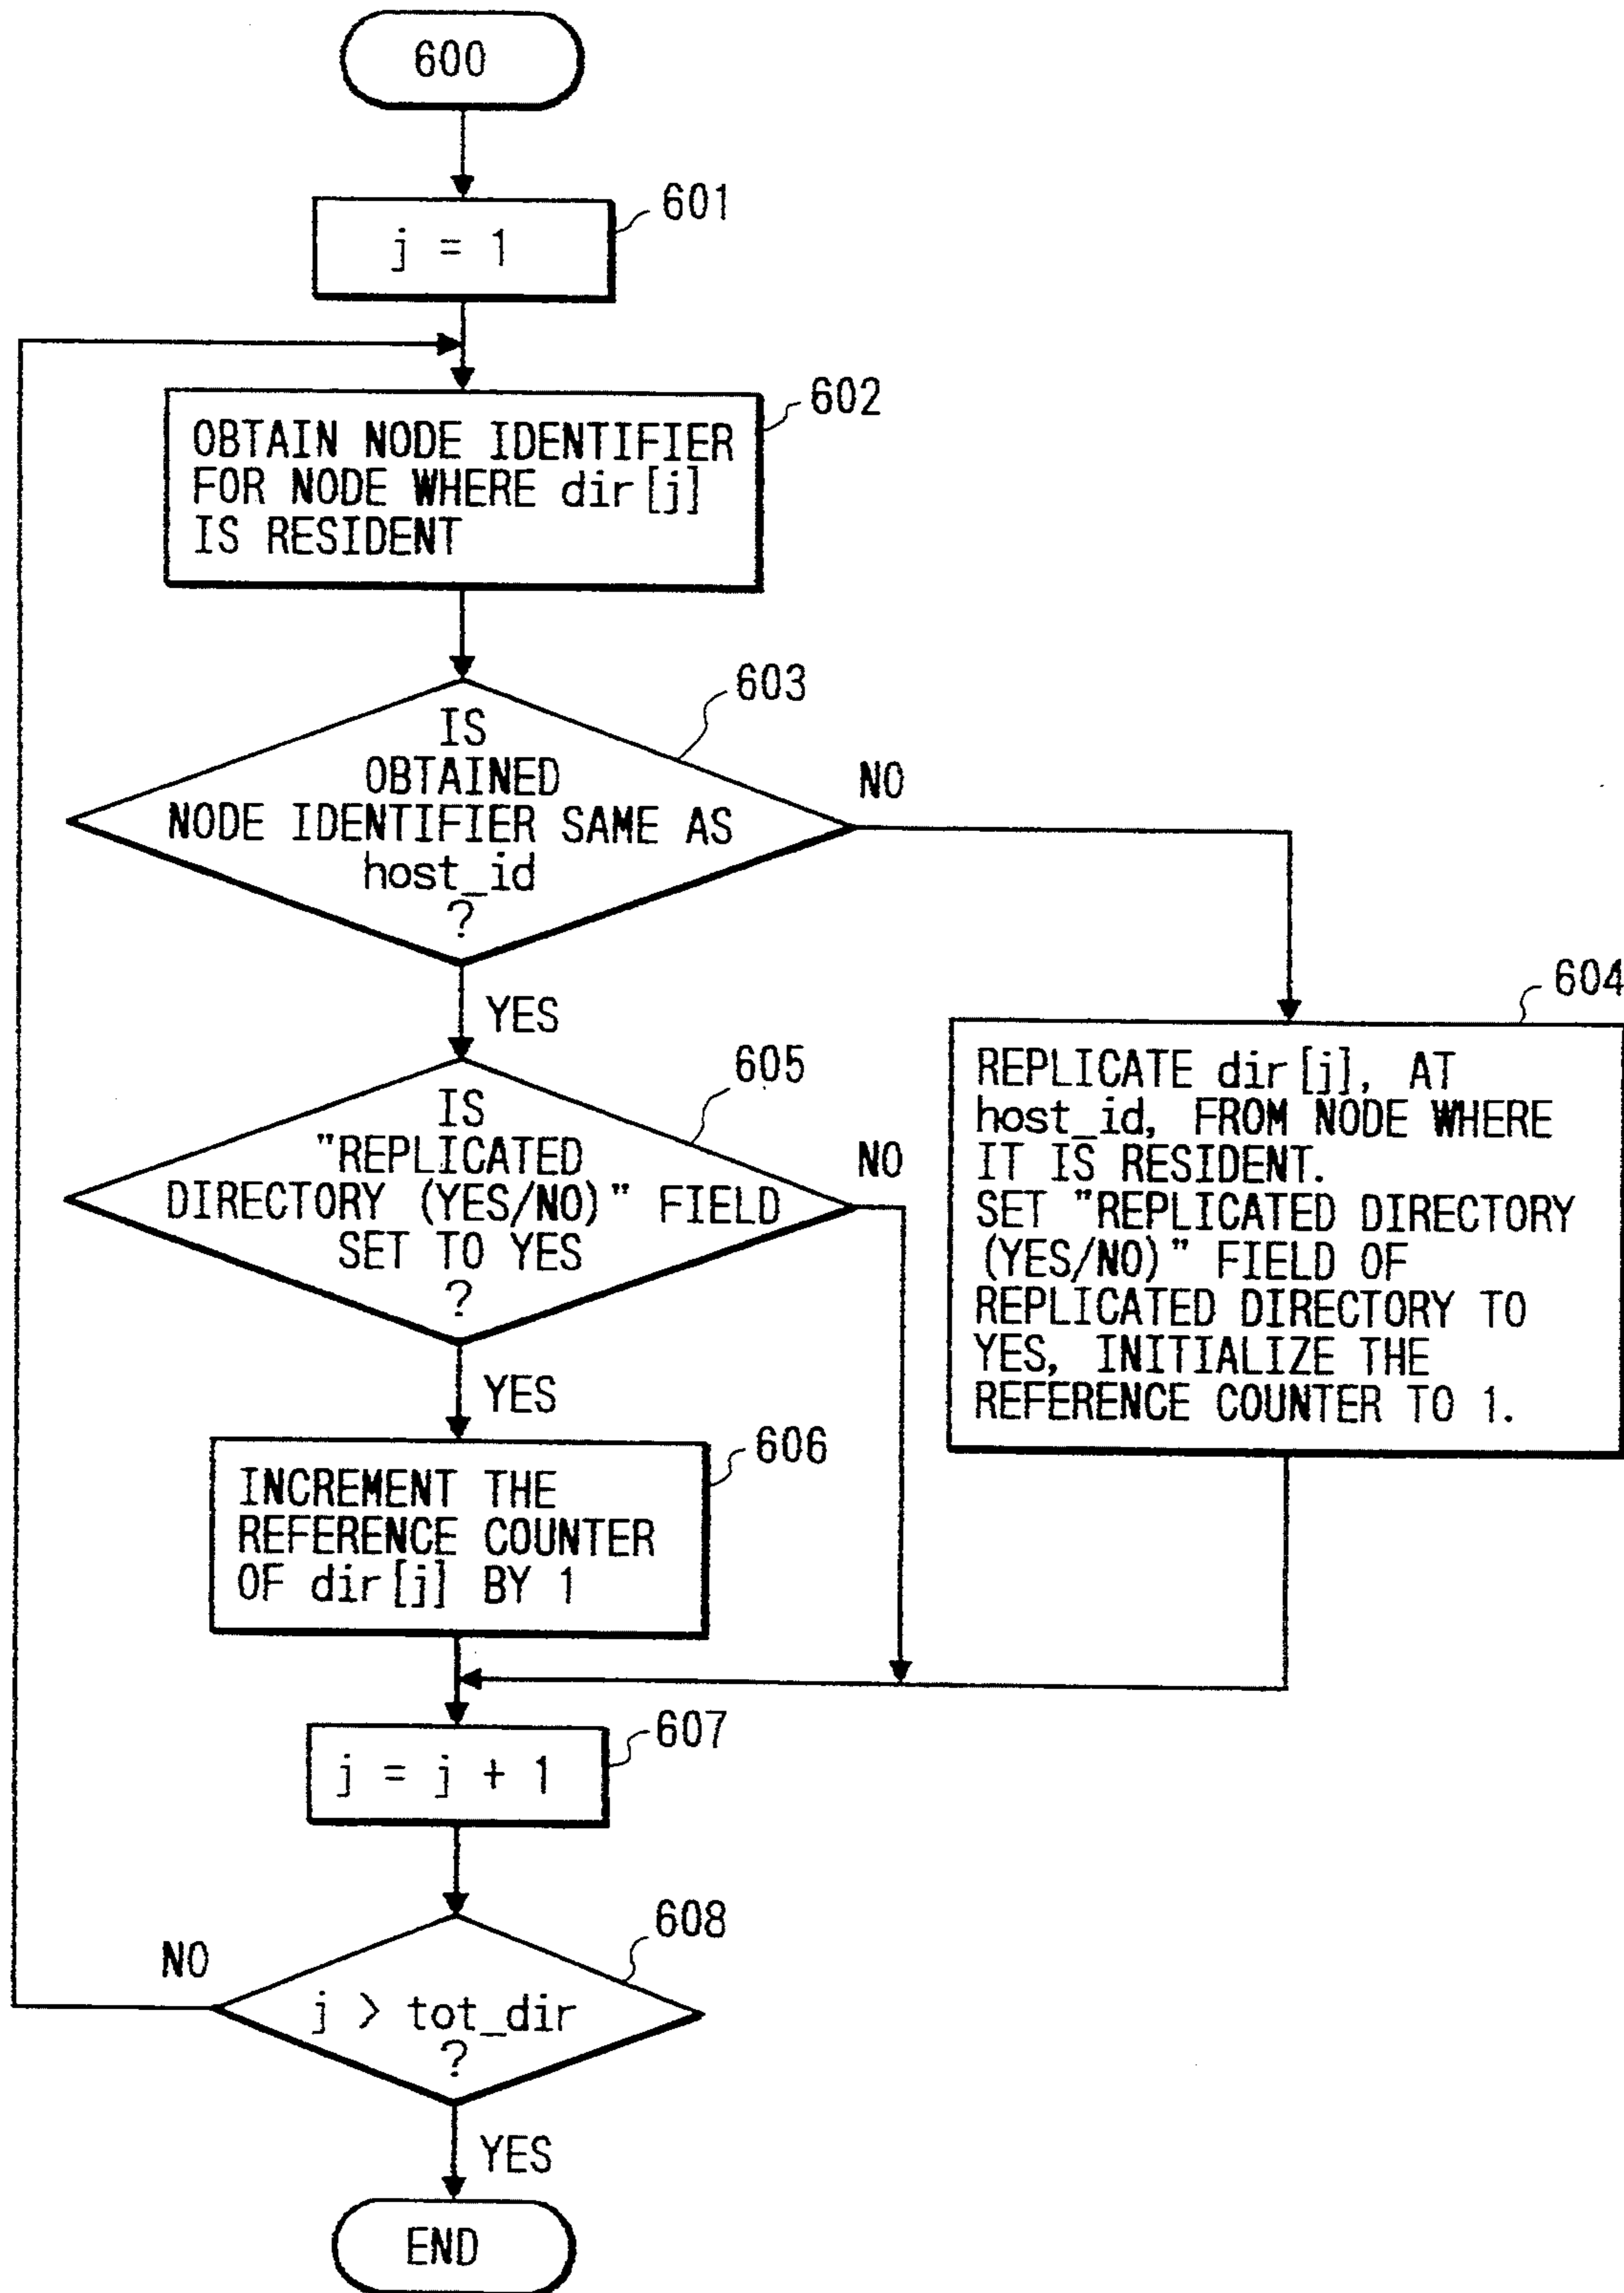 600
601
j = 1
602
OBTAIN NODE IDENTIFIER
FOR NODE WHERE dir[j]
IS RESIDENT
603
IS
OBTAINED
NODE IDENTIFIER SAME AS
host_id
?
NO
YES
604
REPLICATE dir[j], AT
host_id, FROM NODE WHERE
IT IS RESIDENT.
SET "REPLICATED DIRECTORY
(YES/NO)" FIELD OF
REPLICATED DIRECTORY TO
YES, INITIALIZE THE
REFERENCE COUNTER TO 1.
605
IS
"REPLICATED
DIRECTORY (YES/NO)" FIELD
SET TO YES
?
NO
YES
606
INCREMENT THE
REFERENCE COUNTER
OF dir[j] BY 1
607
j = j + 1
608
NO
j > tot_dir
?
YES
END